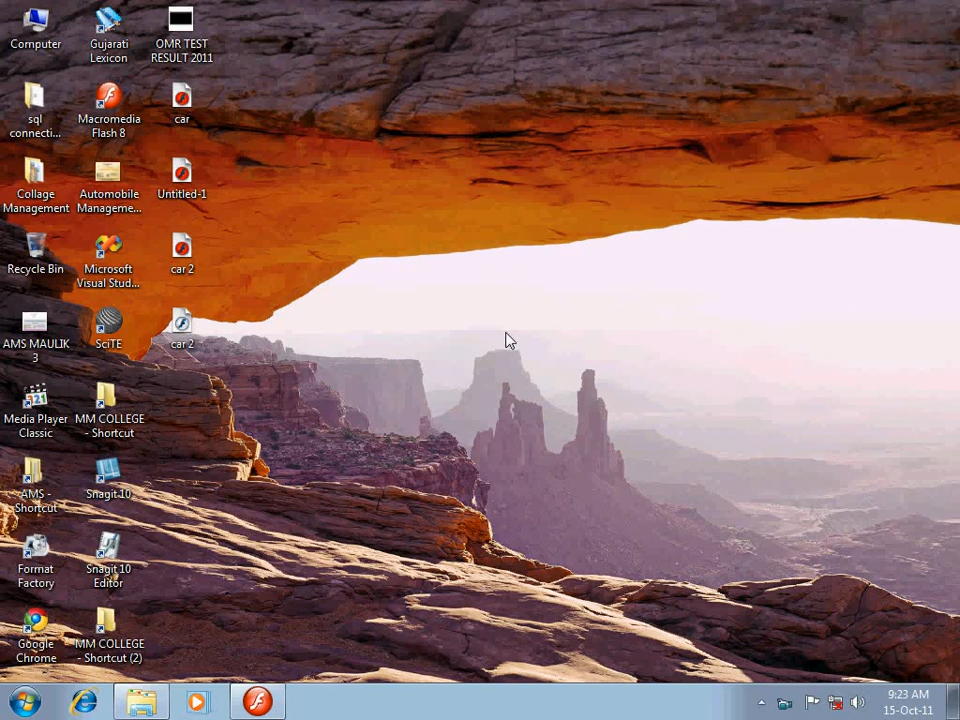 Computer
Gujarati
Lexicon
OMR TEST
RESULT 2011
sql
connecti...
Macromedia
Flash 8
car
Collage
Management
Automobile
Manageme...
Untitled-1
Recycle Bin
Microsoft
Visual Stud...
car 2
AMS MAULIK
3
SciTE
car 2
Media Player
Classic
MM COLLEGE
- Shortcut
AMS -
Shortcut
Snagit 10
Format
Factory
Snagit 10
Editor
Google
Chrome
MM COLLEGE
- Shortcut (2)
9:23 AM
15-Oct-11